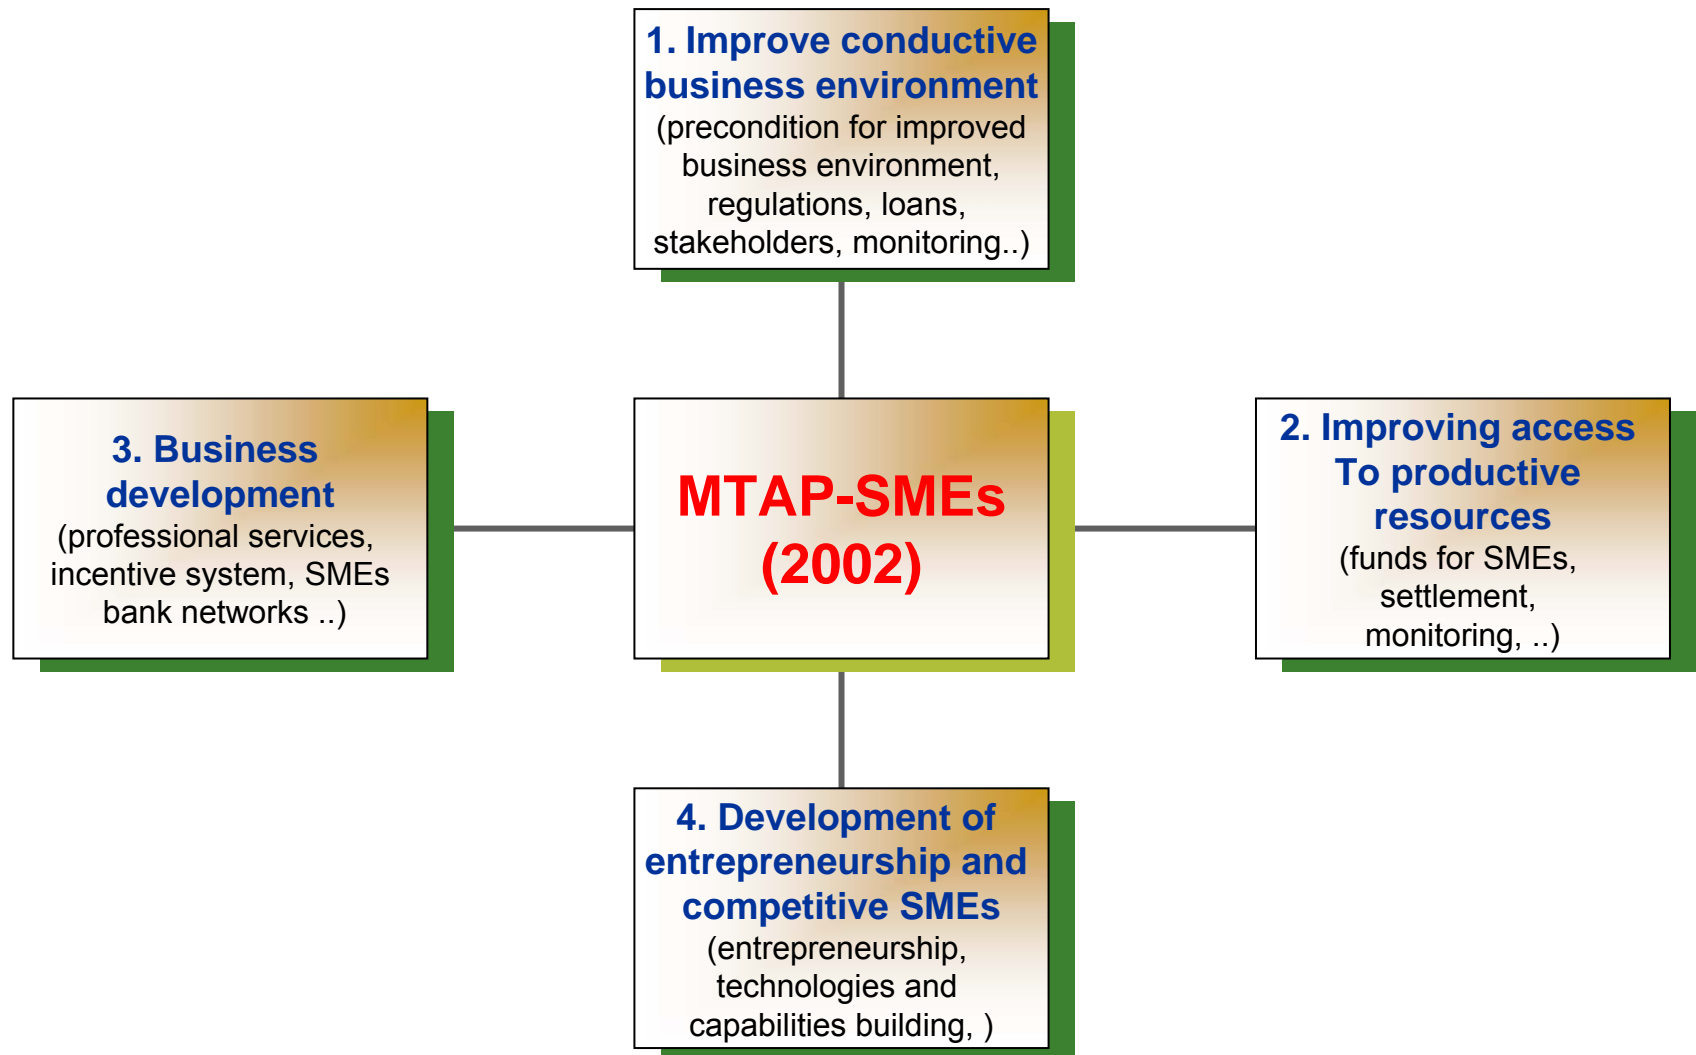 1. Improve conductive
business environment
(precondition for improved
business environment,
regulations, loans,
stakeholders, monitoring..)
3. Business
development
(professional services,
incentive system, SMEs
bank networks ..)
MTAP-SMEs
(2002)
2. Improving access
To productive
resources
(funds for SMEs,
settlement,
monitoring, ..)
4. Development of
entrepreneurship and
competitive SMEs
(entrepreneurship,
technologies and
capabilities building, )